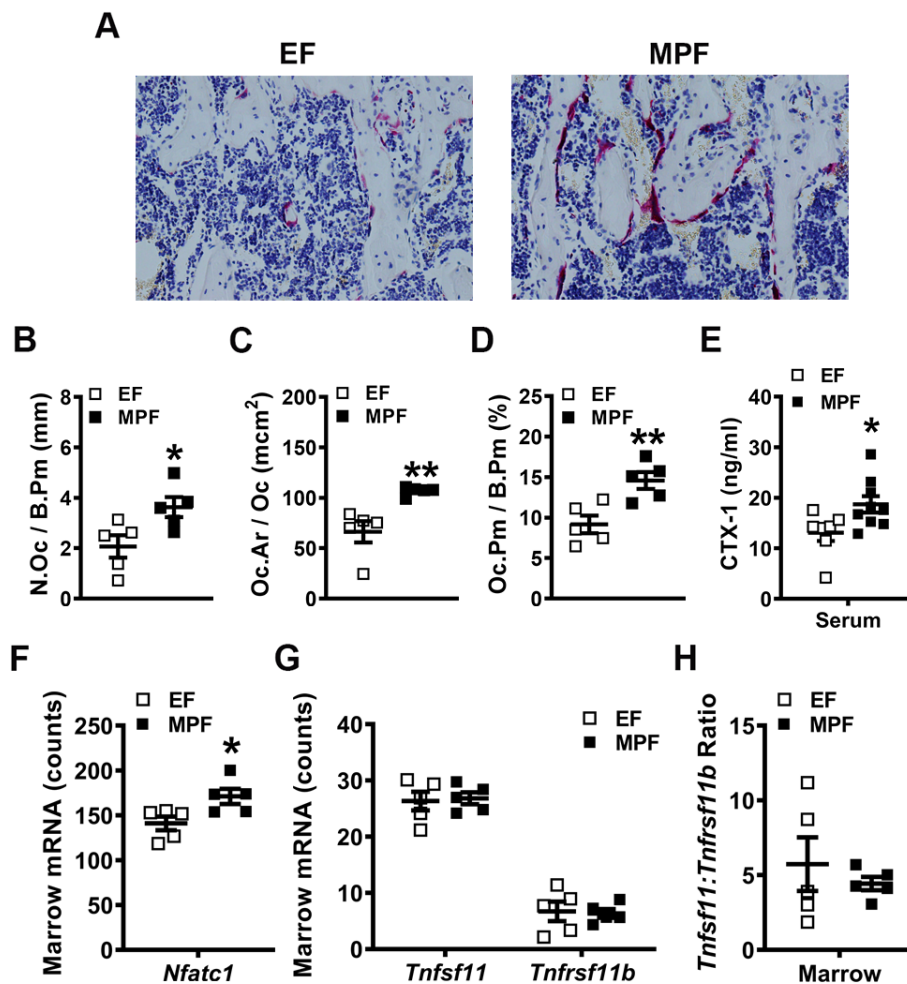 A
EF
MPF
B
N.Oc / B.Pm (mm)
8
6
4
2
0
EF
MPF
*
C
Oc.Ar / Oc (mcm²)
200
150
100
50
0
EF
MPF
**
D
Oc.Pm / B.Pm (%)
25
20
15
10
5
0
EF
MPF
**
E
CTX-1 (ng/ml)
40
30
20
10
0
EF
MPF
*
Serum
F
Marrow mRNA (counts)
250
200
150
100
50
0
EF
MPF
*
Nfatc1
G
Marrow mRNA (counts)
40
30
20
10
0
EF
MPF
Tnfsf11
Tnfrsf11b
H
Tnfsf11:Tnfrsf11b Ratio
15
10
5
0
EF
MPF
Marrow